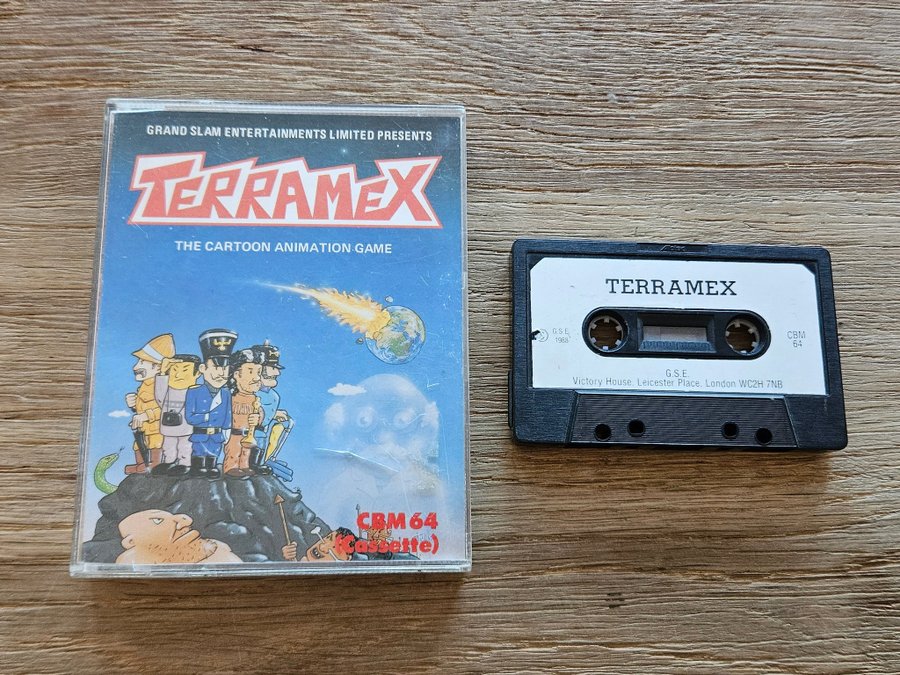 GRAND SLAM ENTERTAINMENTS LIMITED PRESENTS
TERRAMEX
THE CARTOON ANIMATION GAME
CBM 64
(Cassette)
TERRAMEX
G.S.E.
1988
CBM
64
G.S.E.
Victory House, Leicester Place, London WC2H 7NB